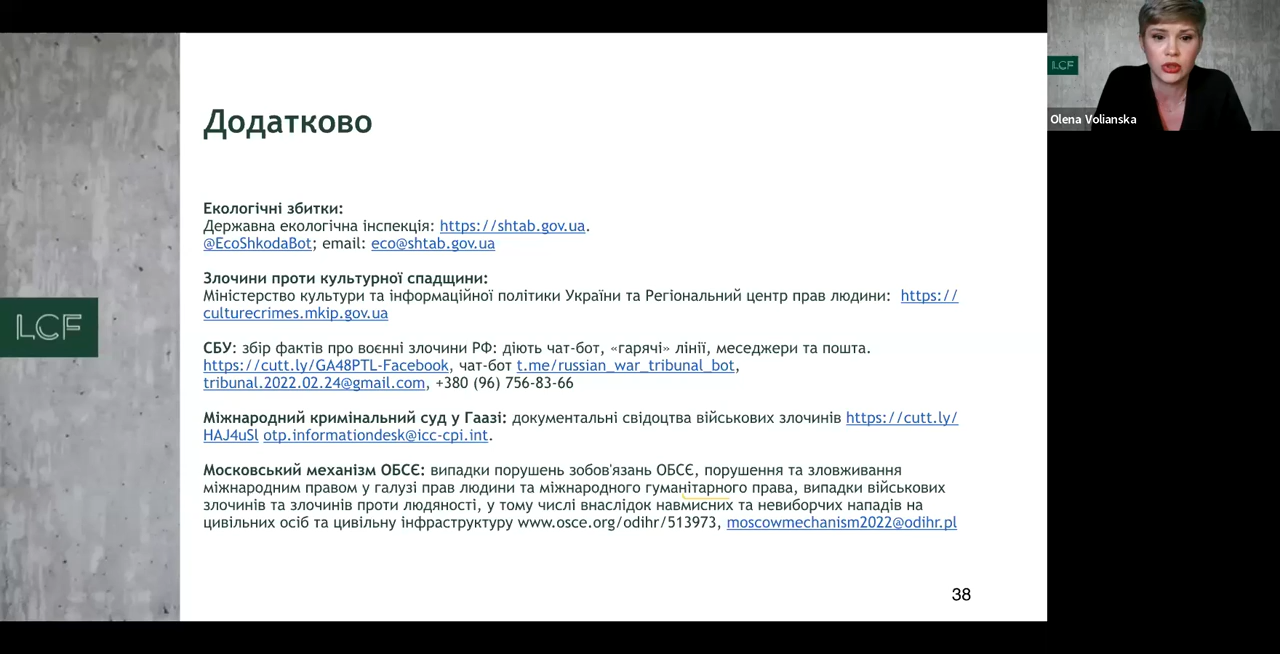 LCF
Olena Volianska
Додатково
Екологічні збитки:
Державна екологічна інспекція: https://shtab.gov.ua.
@EcoShkodaBot; email: eco@shtab.gov.ua
Злочини проти культурної спадщини:
Міністерство культури та інформаційної політики України та Регіональний центр прав людини: https://
culturecrimes.mkip.gov.ua
LCF
СБУ: збір фактів про воєнні злочини РФ: діють чат-бот, «гарячі» лінії, меседжери та пошта.
https://cutt.ly/GA48PTL-Facebook, чат-бот t.me/russian_war_tribunal_bot,
tribunal.2022.02.24@gmail.com, +380 (96) 756-83-66
Міжнародний кримінальний суд у Гаазі: документальні свідоцтва військових злочинів https://cutt.ly/
HAJ4uSl otp.informationdesk@icc-cpi.int.
Московський механізм ОБСЄ: випадки порушень зобов'язань ОБСЄ, порушення та зловживання
міжнародним правом у галузі прав людини та міжнародного гуманітарного права, випадки військових
злочинів та злочинів проти людяності, у тому числі внаслідок навмисних та невиборчих нападів на
цивільних осіб та цивільну інфраструктуру www.osce.org/odihr/513973, moscowmechanism2022@odihr.pl
38